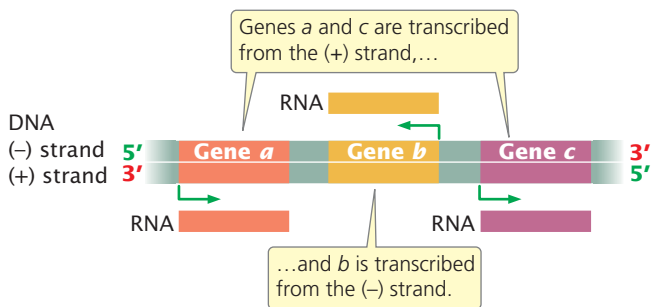 Genes a and c are transcribed
from the (+) strand,…
RNA
DNA
(–) strand 5′ Gene a Gene b Gene c 3′
(+) strand 3′ 5′
RNA RNA
…and b is transcribed
from the (–) strand.